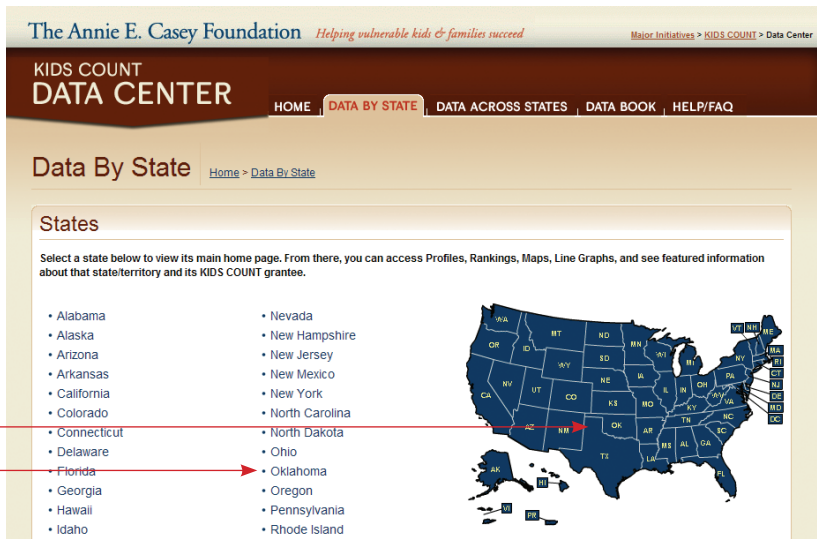 The Annie E. Casey Foundation Helping vulnerable kids & families succeed
Major Initiatives > KIDS COUNT > Data Center
KIDS COUNT
DATA CENTER
HOME DATA BY STATE DATA ACROSS STATES DATA BOOK HELP/FAQ
Data By State
Home > Data By State
States
Select a state below to view its main home page. From there, you can access Profiles, Rankings, Maps, Line Graphs, and see featured information
about that state/territory and its KIDS COUNT grantee.
• Alabama
• Alaska
• Arizona
• Arkansas
• California
• Colorado
• Connecticut
• Delaware
• Florida
• Georgia
• Hawaii
• Idaho
• Nevada
• New Hampshire
• New Jersey
• New Mexico
• New York
• North Carolina
• North Dakota
• Ohio
• Oklahoma
• Oregon
• Pennsylvania
• Rhode Island
WA
OR
ID
MT
ND
MN
WI
MI
VT
NH
ME
MA
RI
CT
NJ
DE
MD
DC
NY
PA
SD
WY
NE
IA
IL
IN
OH
WV
VA
NV
CA
UT
CO
KS
MO
KY
TN
NC
SC
AZ
NM
OK
AR
MS
AL
GA
TX
LA
FL
AK
HI
VI
PR